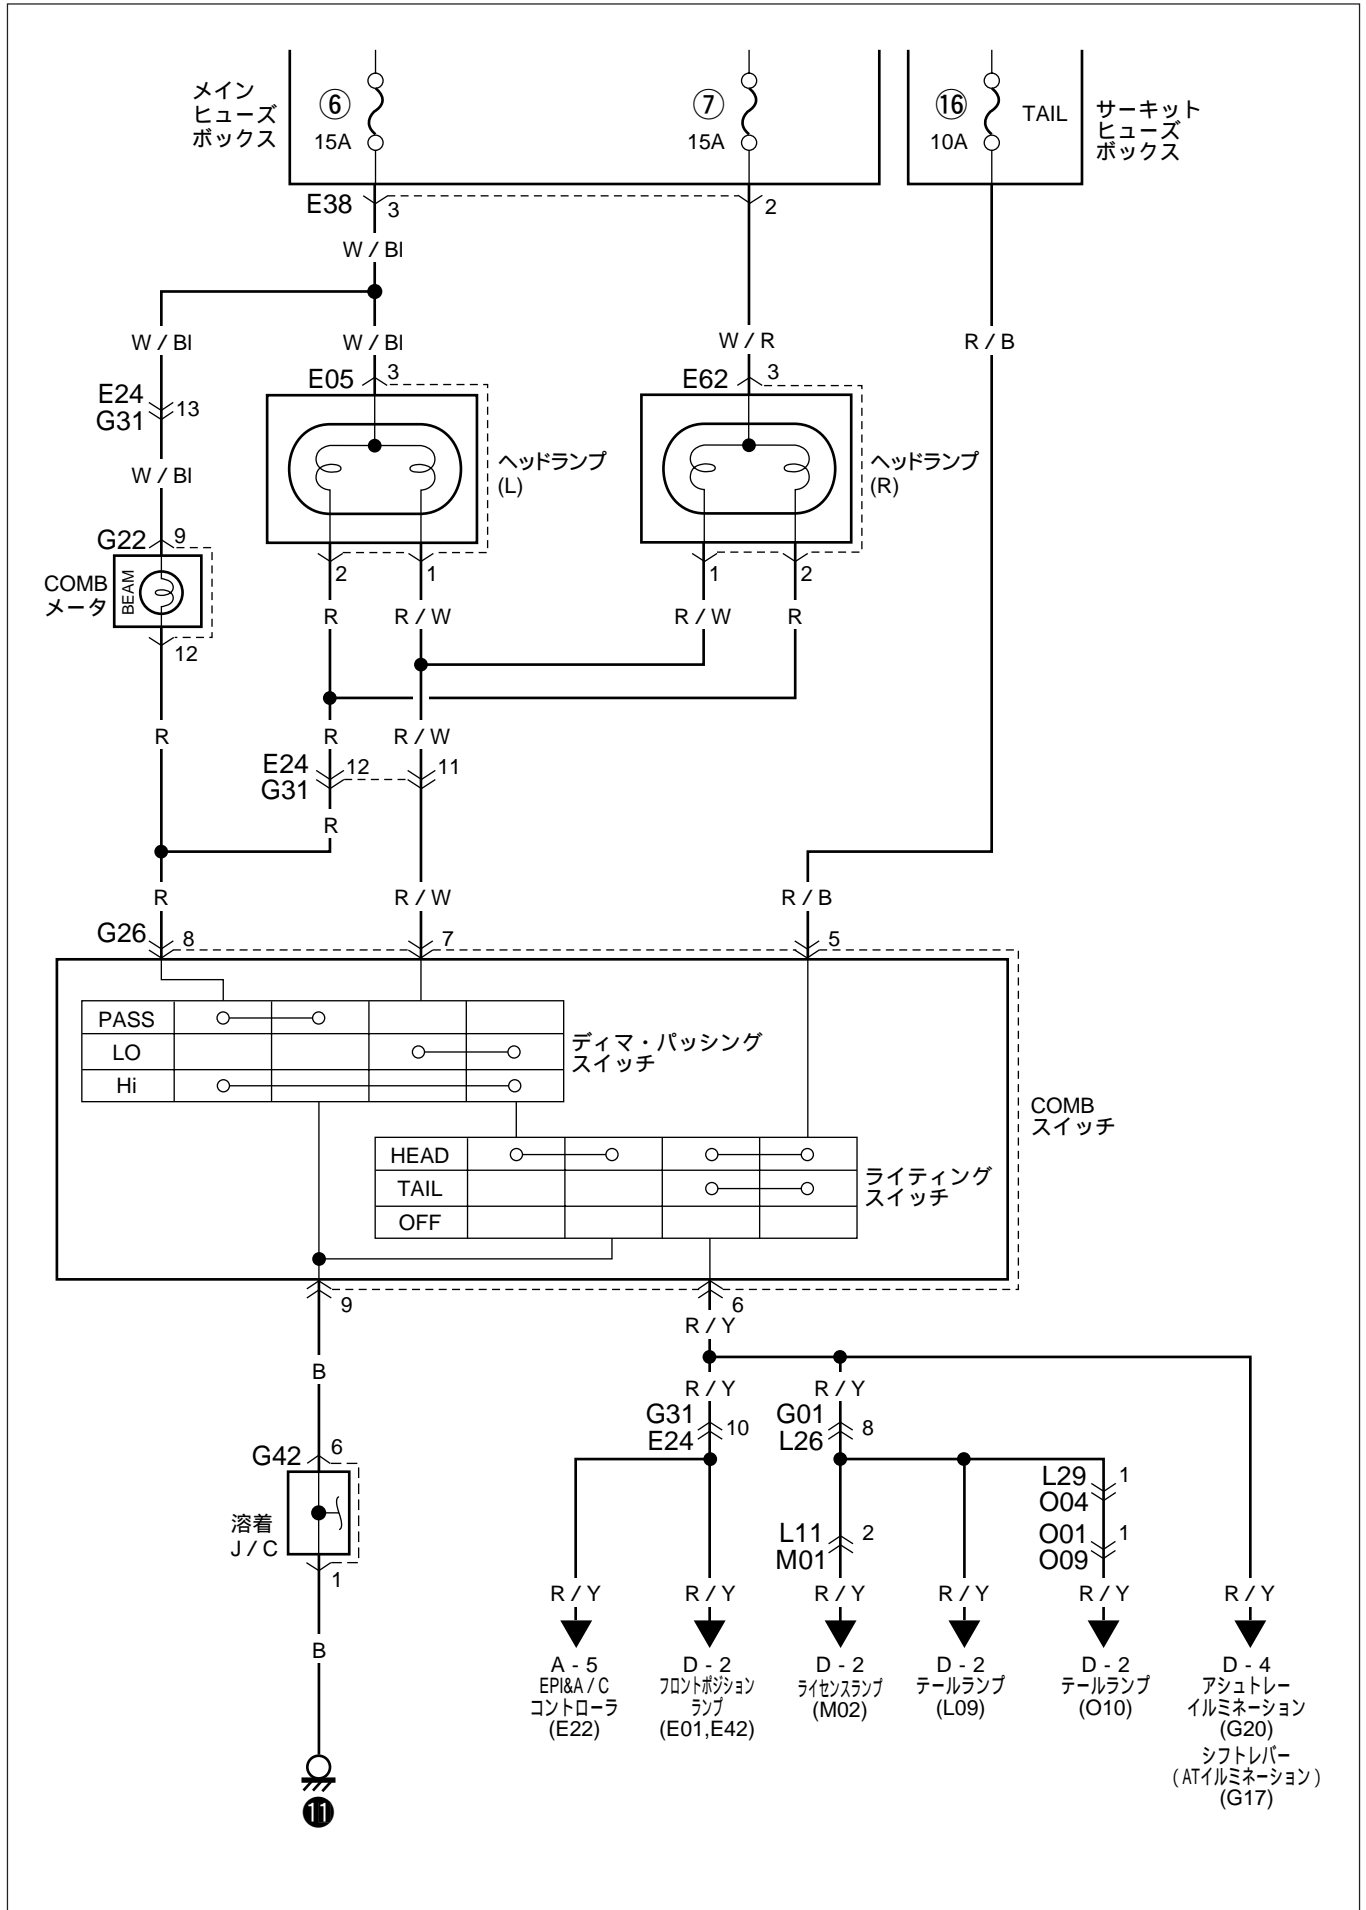 メイン
ヒューズ
ボックス
⑥
15A
⑦
15A
⑯
10A
TAIL
サーキット
ヒューズ
ボックス
E38
3
2
W / Bl
W / Bl
W / Bl
W / R
R / B
E05
3
E62
3
E24
G31
13
ヘッドランプ
(L)
ヘッドランプ
(R)
W / Bl
G22
9
COMB
メータ
BEAM
12
2
1
1
2
R
R / W
R / W
R
R
R
R / W
E24
G31
12
11
R
R
R / W
R / B
G26
8
7
5
PASS
LO
Hi
ディマ・パッシング
スイッチ
COMB
スイッチ
HEAD
TAIL
OFF
ライティング
スイッチ
9
6
R / Y
B
R / Y
R / Y
G31
E24
10
G01
L26
8
G42
6
溶着
J / C
1
L29
O04
1
L11
M01
2
O01
O09
1
R / Y
R / Y
R / Y
R / Y
R / Y
R / Y
B
A - 5
EPI&A / C
コントローラ
(E22)
D - 2
フロントポジション
ランプ
(E01,E42)
D - 2
ライセンスランプ
(M02)
D - 2
テールランプ
(L09)
D - 2
テールランプ
(O10)
D - 4
アシュトレー
イルミネーション
(G20)
シフトレバー
( ATイルミネーション )
(G17)
⓫